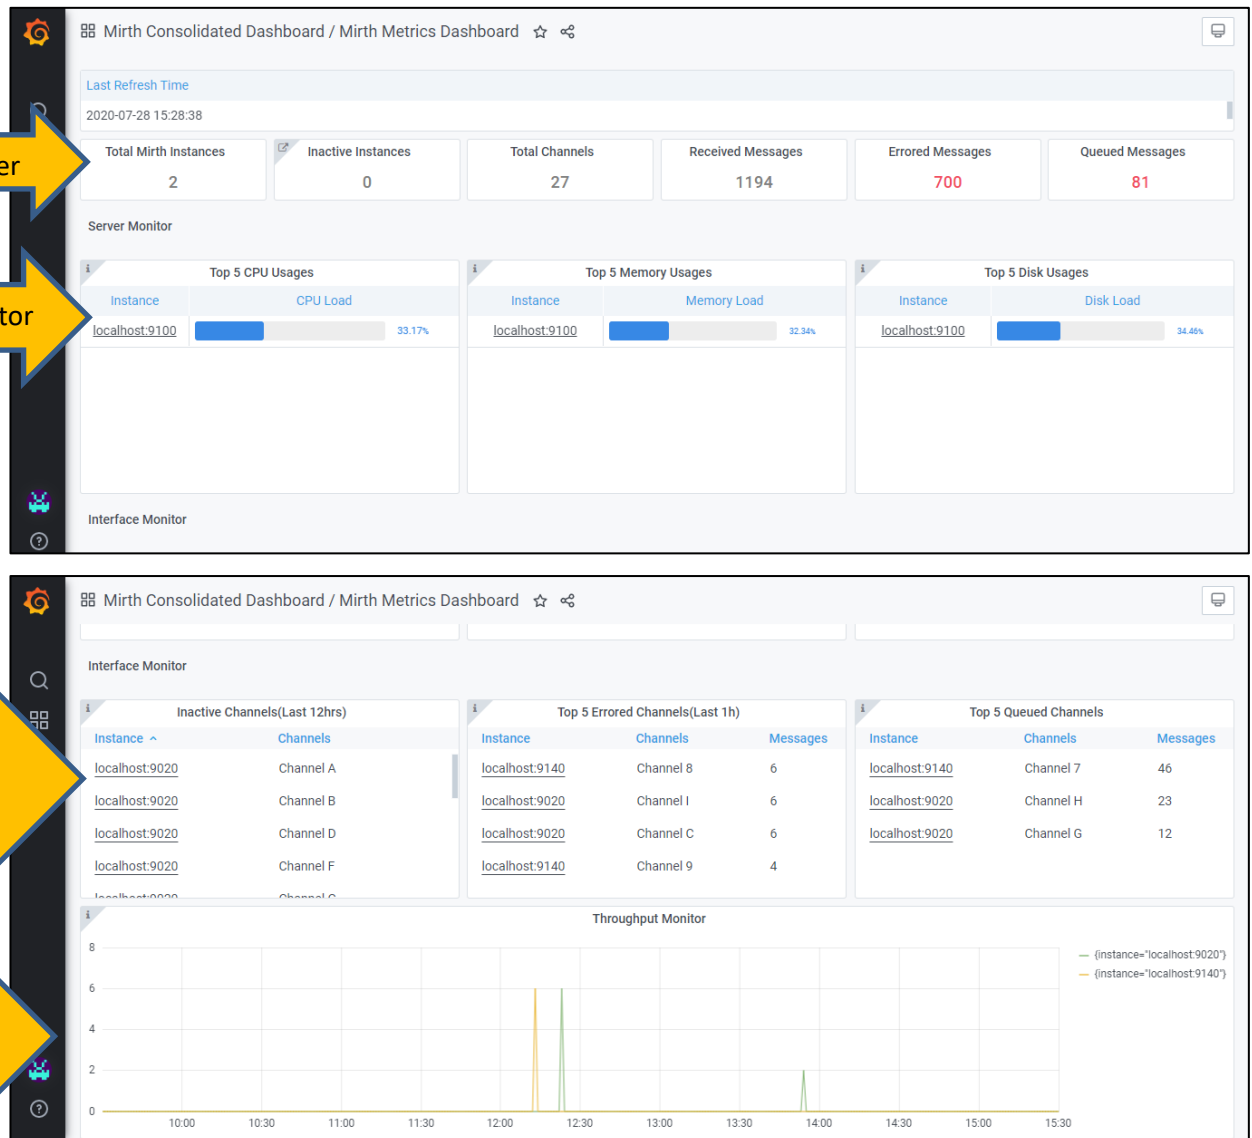 Mirth Consolidated Dashboard / Mirth Metrics Dashboard
Last Refresh Time
2020-07-28 15:28:38
Total Mirth Instances Inactive Instances Total Channels Received Messages Errored Messages Queued Messages
er
2 0 27 1194 700 81
Server Monitor
Top 5 CPU Usages Top 5 Memory Usages Top 5 Disk Usages
Instance CPU Load Instance Memory Load Instance Disk Load
tor
localhost:9100 33.17% localhost:9100 32.34% localhost:9100 34.46%
Interface Monitor
Mirth Consolidated Dashboard / Mirth Metrics Dashboard
Interface Monitor
Inactive Channels(Last 12hrs) Top 5 Errored Channels(Last 1h) Top 5 Queued Channels
Instance Channels Instance Channels Messages Instance Channels Messages
localhost:9020 Channel A localhost:9140 Channel 8 6 localhost:9140 Channel 7 46
localhost:9020 Channel B localhost:9020 Channel I 6 localhost:9020 Channel H 23
localhost:9020 Channel D localhost:9020 Channel C 6 localhost:9020 Channel G 12
localhost:9020 Channel F localhost:9140 Channel 9 4
localhost:9020
Throughput Monitor
8
{instance="localhost:9020"}
{instance="localhost:9140"}
6
4
2
0
10:00 10:30 11:00 11:30 12:00 12:30 13:00 13:30 14:00 14:30 15:00 15:30